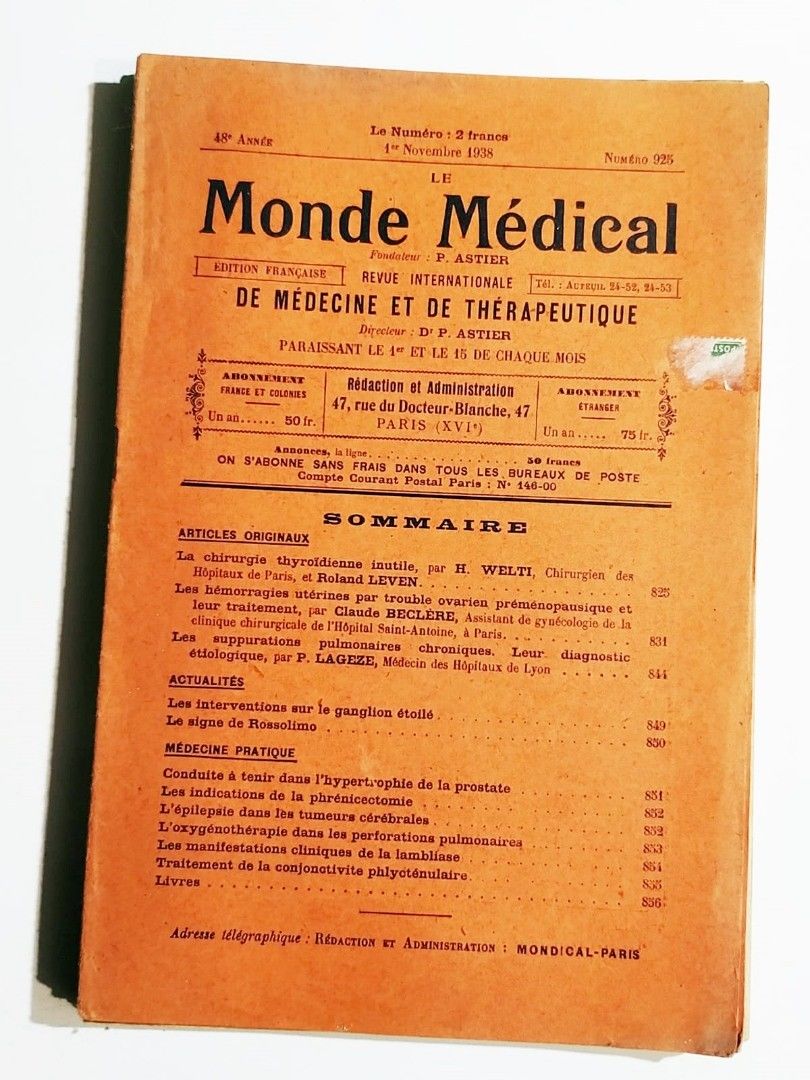 48e ANNÉE
Le Numéro : 2 francs
1er Novembre 1938
NUMÉRO 925
LE
Monde Médical
Fondateur : P. ASTIER
ÉDITION FRANÇAISE
REVUE INTERNATIONALE
Tél. : AUTEUIL 24-52, 24-53
DE MÉDECINE ET DE THÉRAPEUTIQUE
Directeur : Dr P. ASTIER
PARAISSANT LE 1er ET LE 15 DE CHAQUE MOIS
POST
ABONNEMENT
FRANCE ET COLONIES
Un an...... 50 fr.
Rédaction et Administration
47, rue du Docteur-Blanche, 47
PARIS (XVIe)
ABONNEMENT
ÉTRANGER
Un an..... 75 fr.
Annonces, la ligne . . . . . . . . . . . . . . . . 50 francs
ON S'ABONNE SANS FRAIS DANS TOUS LES BUREAUX DE POSTE
Compte Courant Postal Paris : N° 146-00
SOMMAIRE
ARTICLES ORIGINAUX
La chirurgie thyroïdienne inutile, par H. WELTI, Chirurgien des
Hôpitaux de Paris, et Roland LEVEN. . . . . . . . . . . . . 825
Les hémorragies utérines par trouble ovarien préménopausique et
leur traitement, par Claude BECLÈRE, Assistant de gynécologie de la
clinique chirurgicale de l'Hôpital Saint-Antoine, à Paris. . . . . . . . 831
Les suppurations pulmonaires chroniques. Leur diagnostic
étiologique, par P. LAGEZE, Médecin des Hôpitaux de Lyon . . . . . . 844
ACTUALITÉS
Les interventions sur le ganglion étoilé . . . . . . . . . . . . 849
Le signe de Rossolimo . . . . . . . . . . . . . . . . . . 850
MÉDECINE PRATIQUE
Conduite à tenir dans l'hypertrophie de la prostate . . . . . . . . 851
Les indications de la phrénicectomie . . . . . . . . . . . . . 852
L'épilepsie dans les tumeurs cérébrales . . . . . . . . . . . . 852
L'oxygénothérapie dans les perforations pulmonaires . . . . . . . . 853
Les manifestations cliniques de la lambliase . . . . . . . . . . . 854
Traitement de la conjonctivite phlycténulaire. . . . . . . . . . . 855
Livres . . . . . . . . . . . . . . . . . . . . . . . . 856
Adresse télégraphique : RÉDACTION ET ADMINISTRATION : MONDICAL-PARIS